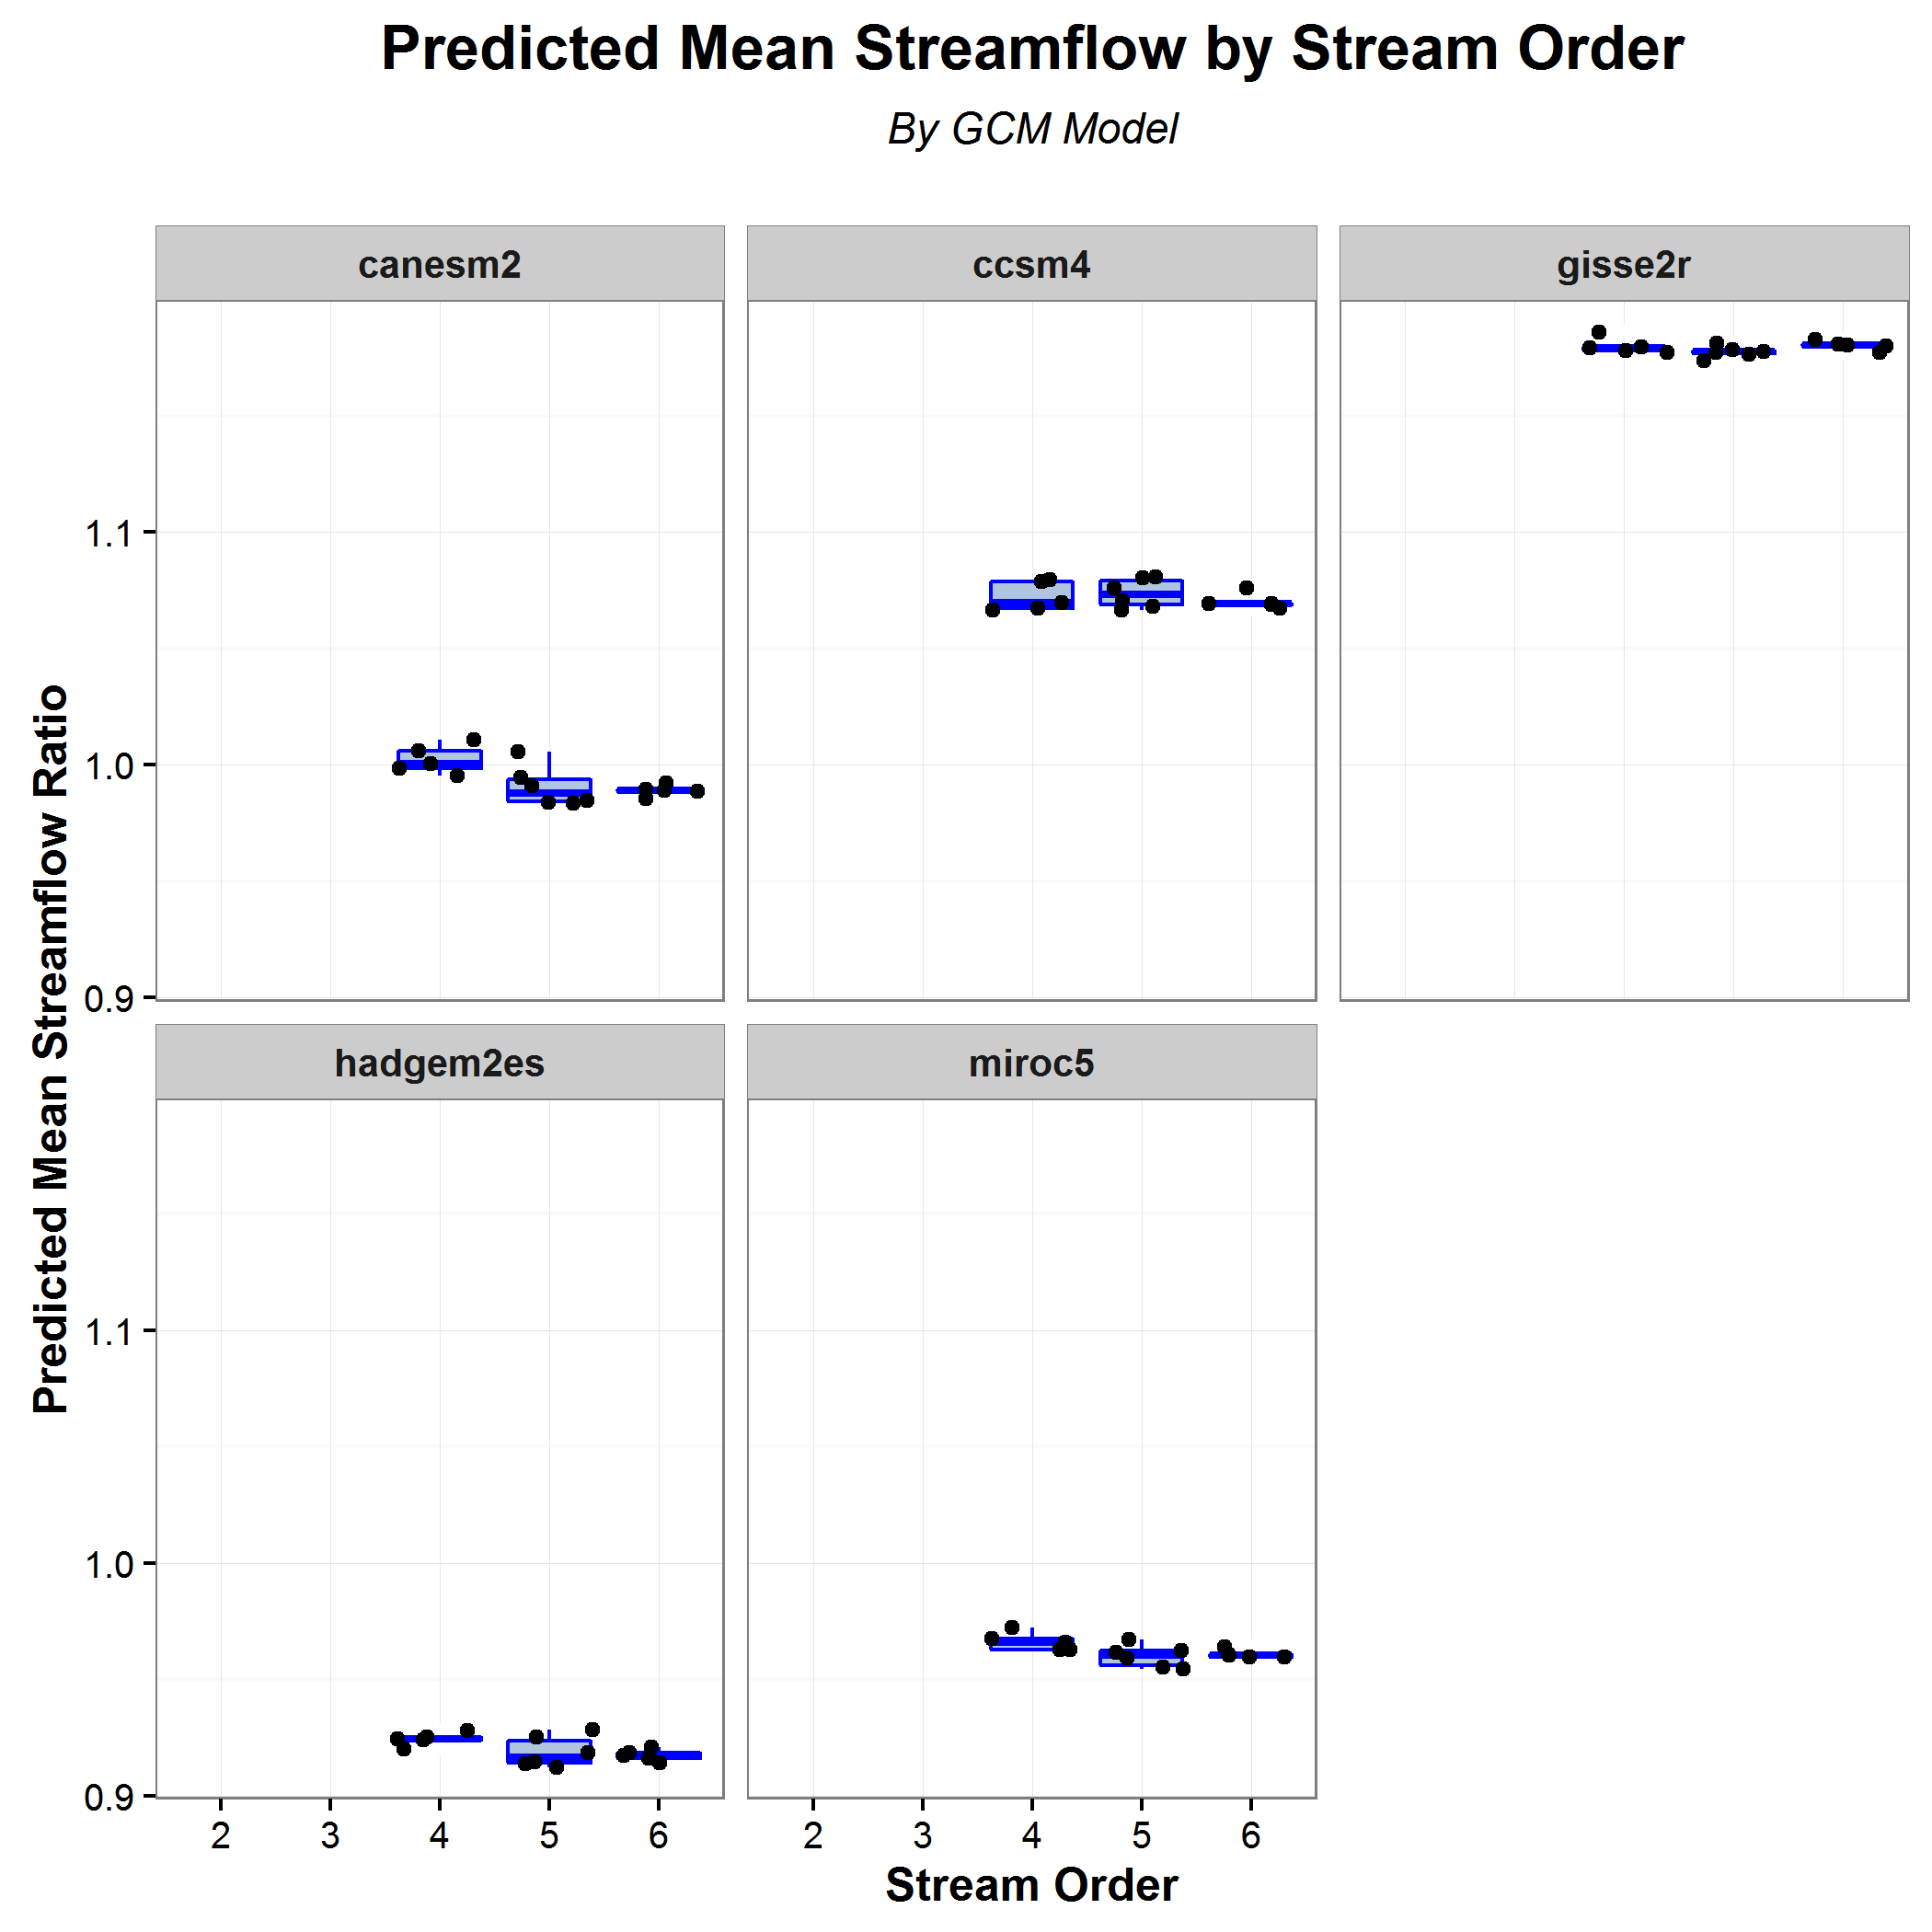 Predicted Mean Streamflow by Stream Order
By GCM Model
canesm2
ccsm4
gisse2r
1.1
1.0
0.9
Predicted Mean Streamflow Ratio
hadgem2es
miroc5
1.1
1.0
0.9
2 3 4 5 6
2 3 4 5 6
Stream Order